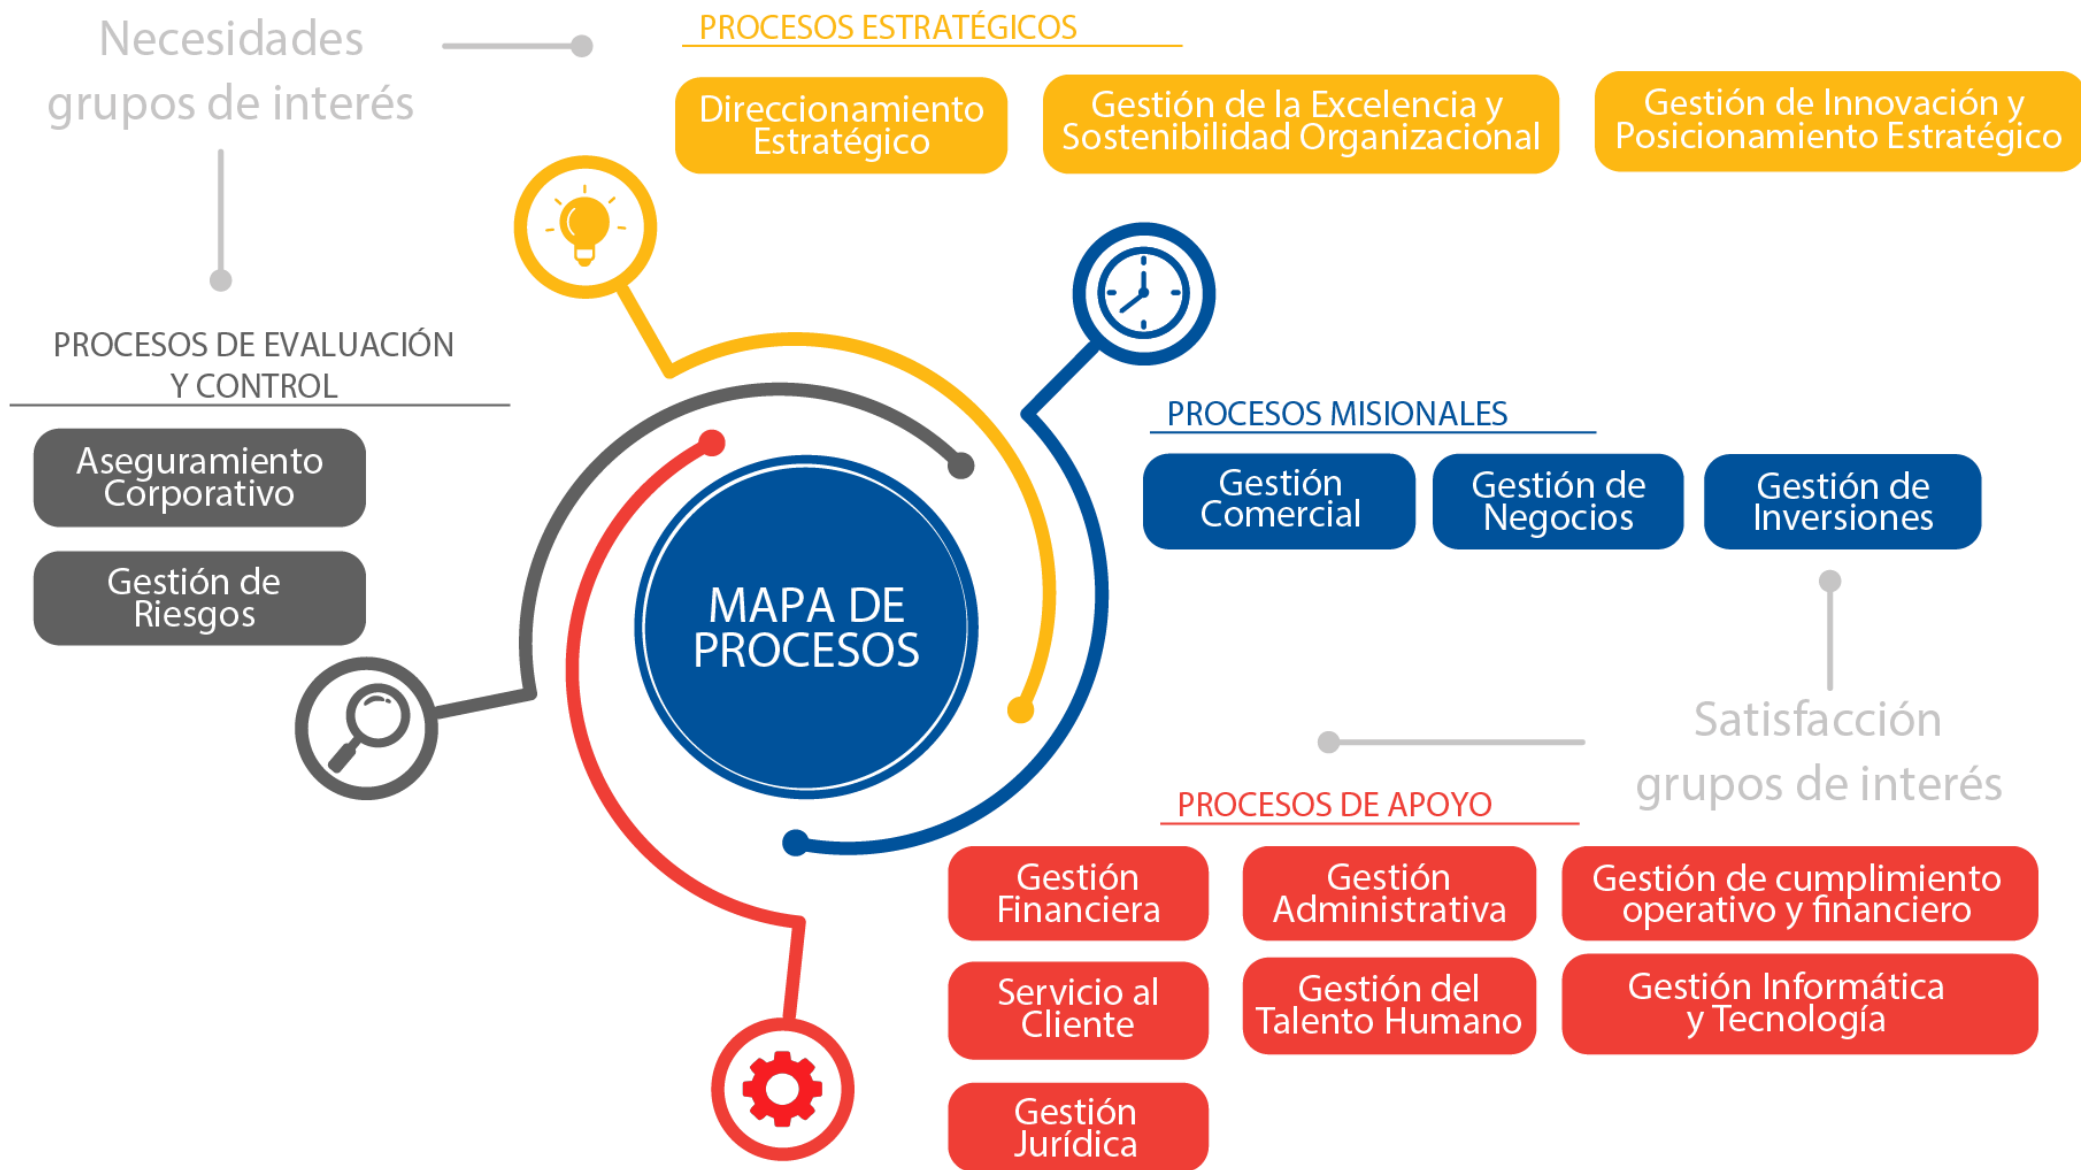 Necesidades
grupos de interés
PROCESOS ESTRATÉGICOS
Direccionamiento
Estratégico
Gestión de la Excelencia y
Sostenibilidad Organizacional
Gestión de Innovación y
Posicionamiento Estratégico
PROCESOS DE EVALUACIÓN
Y CONTROL
Aseguramiento
Corporativo
Gestión de
Riesgos
MAPA DE
PROCESOS
PROCESOS MISIONALES
Gestión
Comercial
Gestión de
Negocios
Gestión de
Inversiones
Satisfacción
grupos de interés
PROCESOS DE APOYO
Gestión
Financiera
Gestión
Administrativa
Gestión de cumplimiento
operativo y financiero
Servicio al
Cliente
Gestión del
Talento Humano
Gestión Informática
y Tecnología
Gestión
Jurídica